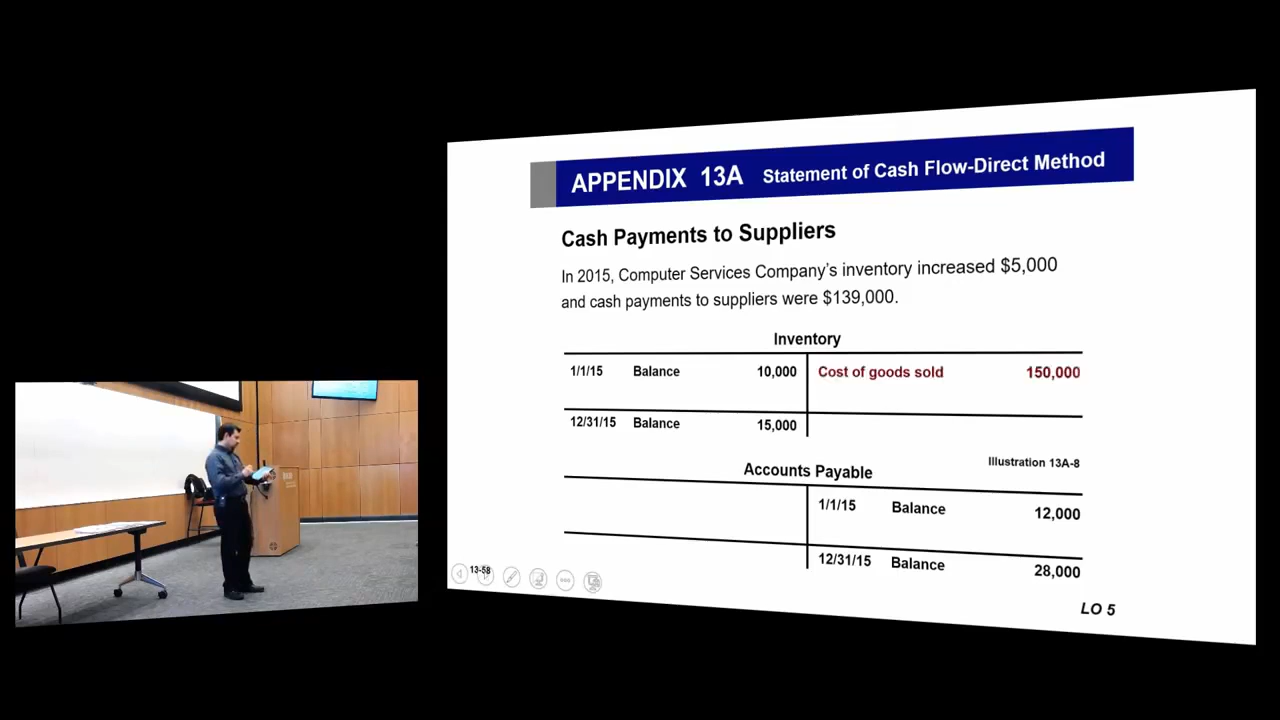 APPENDIX 13A Statement of Cash Flow-Direct Method
Cash Payments to Suppliers
In 2015, Computer Services Company's inventory increased $5,000
and cash payments to suppliers were $139,000.
Inventory
1/1/15 Balance 10,000 Cost of goods sold 150,000
12/31/15 Balance 15,000
Illustration 13A-8
Accounts Payable
1/1/15 Balance 12,000
12/31/15 Balance 28,000
13-58
LO 5